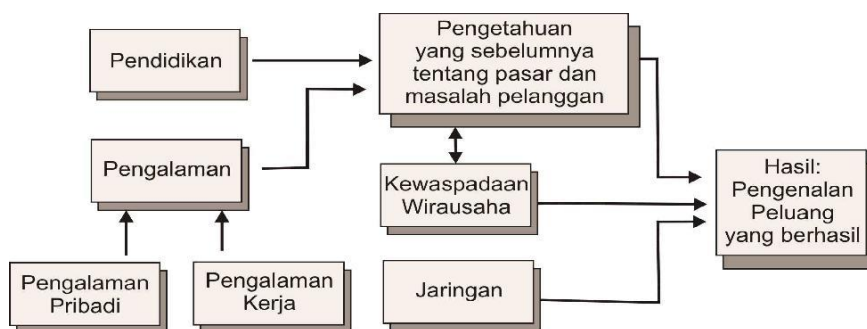 Pendidikan
Pengetahuan
yang sebelumnya
tentang pasar dan
masalah pelanggan
Pengalaman
Kewaspadaan
Wirausaha
Hasil:
Pengenalan
Peluang
yang berhasil
Pengalaman
Pribadi
Pengalaman
Kerja
Jaringan